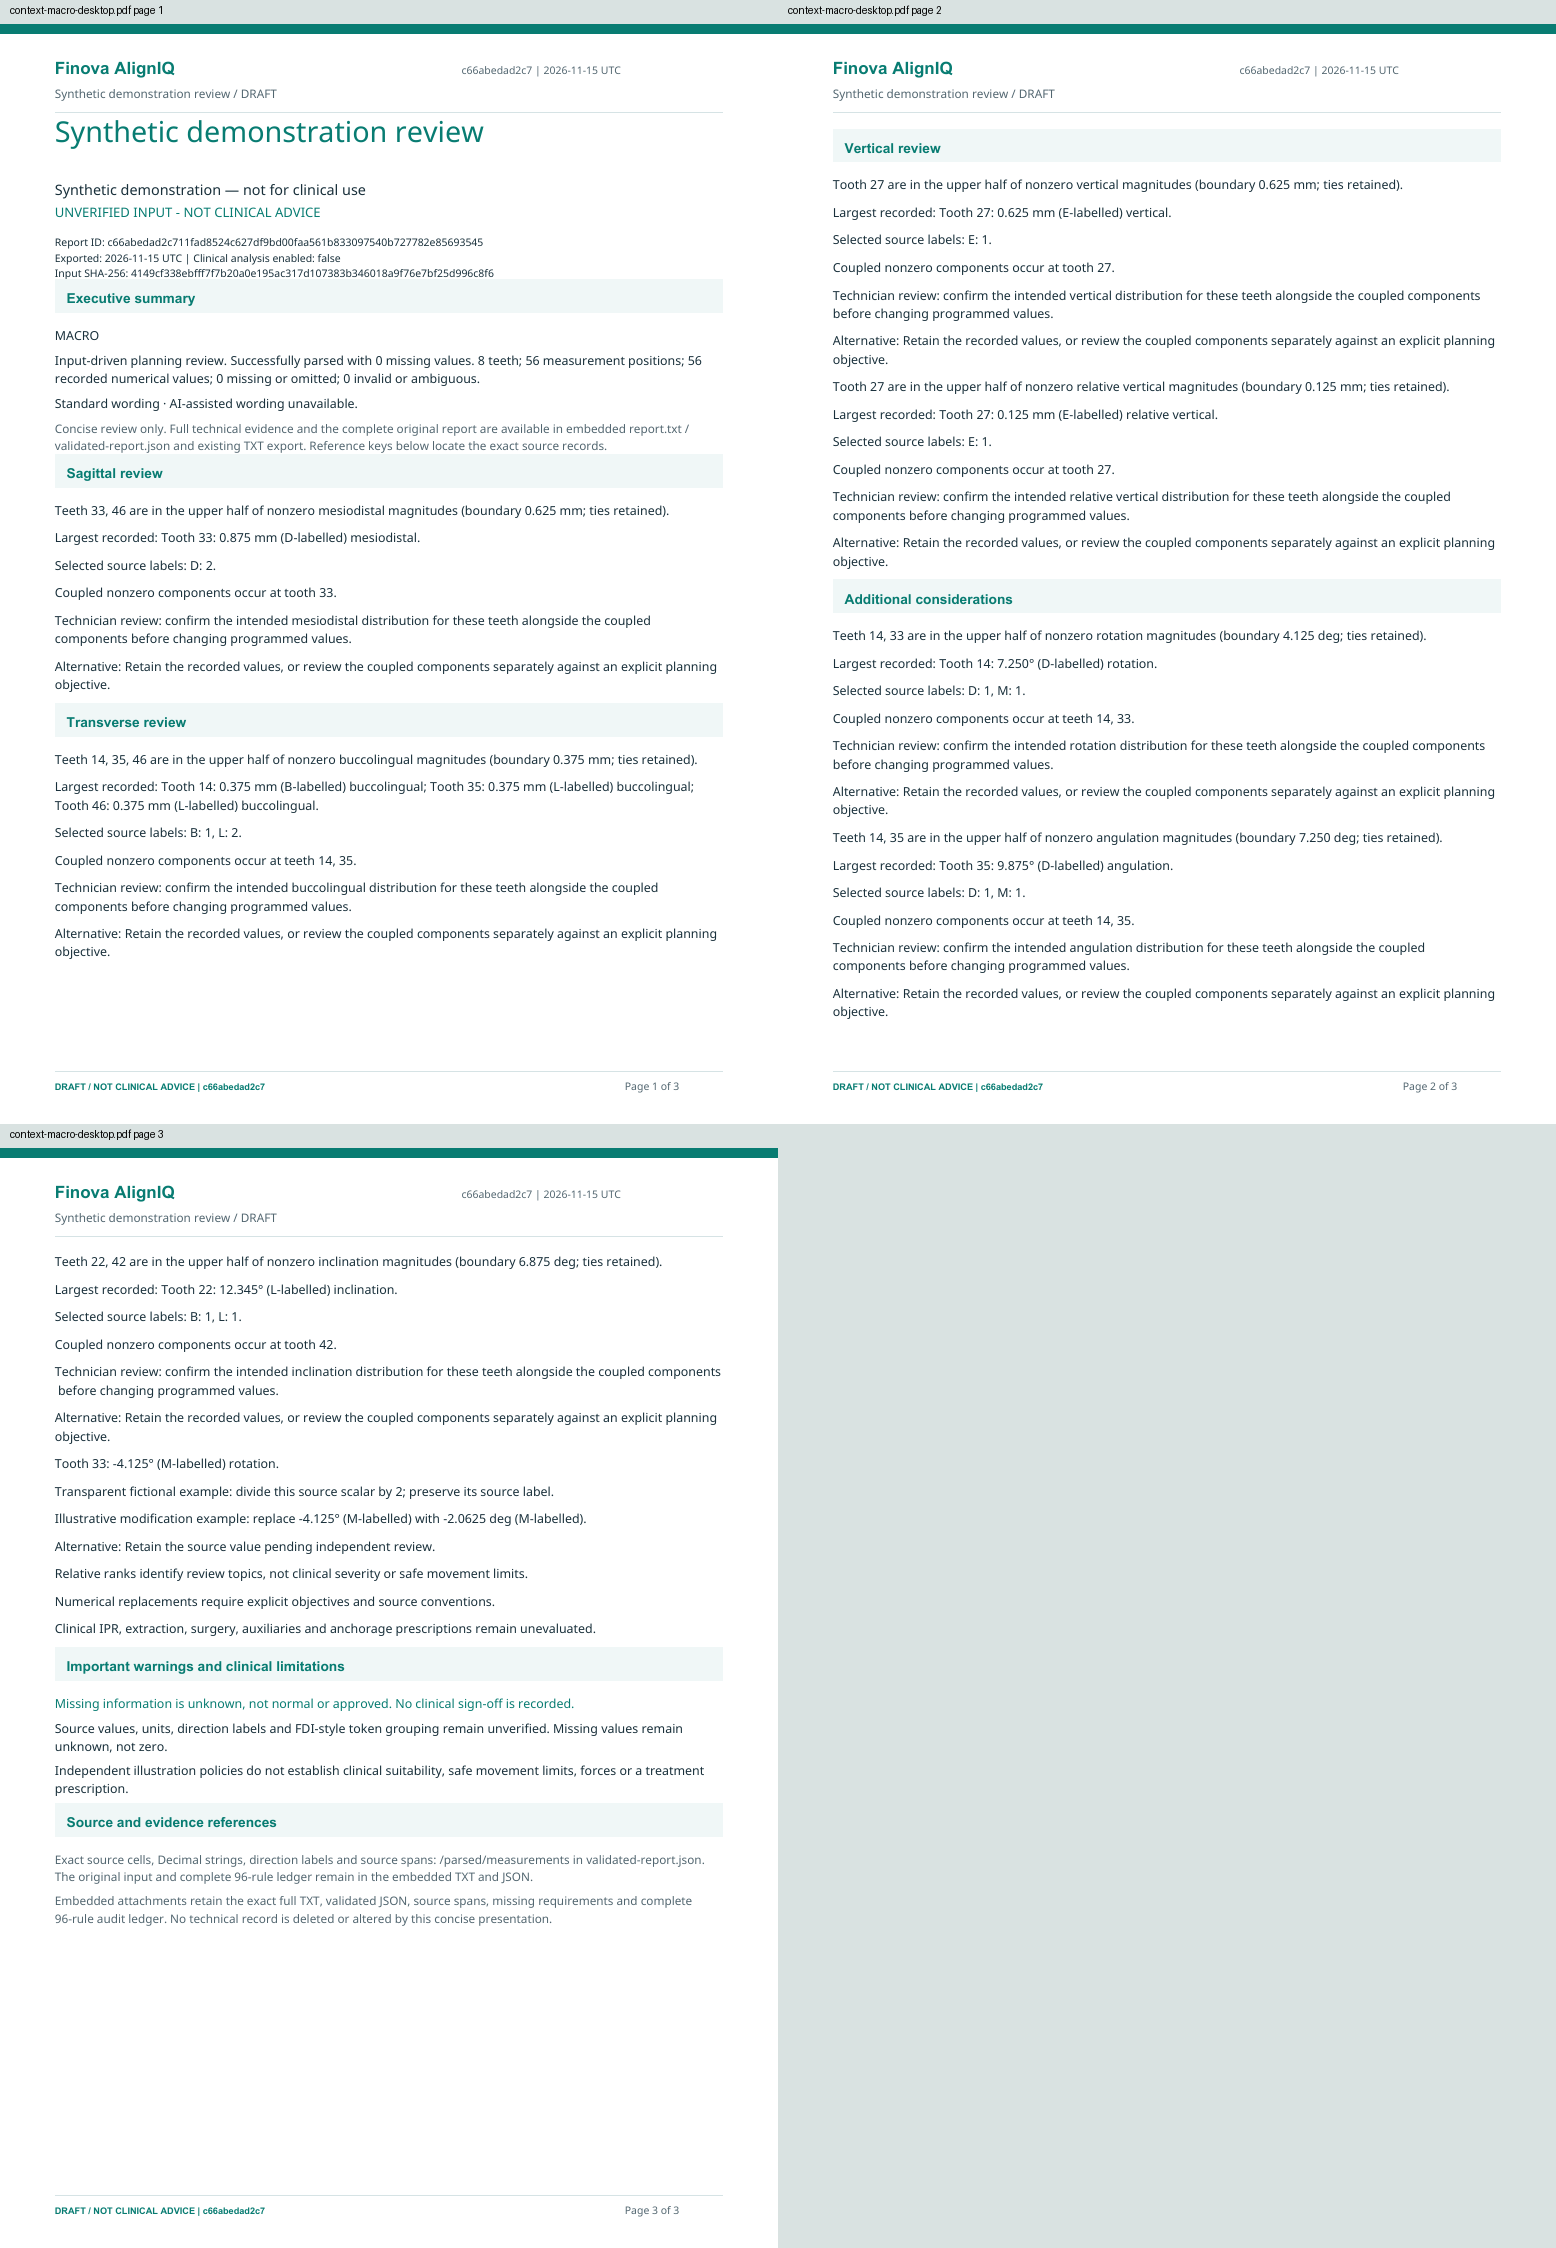 context-macro-desktop.pdf page 1
Finova AlignIQ
c66abedad2c7 | 2026-11-15 UTC
Synthetic demonstration review / DRAFT
Synthetic demonstration review
Synthetic demonstration — not for clinical use
UNVERIFIED INPUT - NOT CLINICAL ADVICE
Report ID: c66abedad2c711fad8524c627df9bd00faa561b833097540b727782e85693545
Exported: 2026-11-15 UTC | Clinical analysis enabled: false
Input SHA-256: 4149cf338ebfff7f7b20a0e195ac317d107383b346018a9f76e7bf25d996c8f6
Executive summary
MACRO
Input-driven planning review. Successfully parsed with 0 missing values. 8 teeth; 56 measurement positions; 56
recorded numerical values; 0 missing or omitted; 0 invalid or ambiguous.
Standard wording · AI-assisted wording unavailable.
Concise review only. Full technical evidence and the complete original report are available in embedded report.txt /
validated-report.json and existing TXT export. Reference keys below locate the exact source records.
Sagittal review
Teeth 33, 46 are in the upper half of nonzero mesiodistal magnitudes (boundary 0.625 mm; ties retained).
Largest recorded: Tooth 33: 0.875 mm (D-labelled) mesiodistal.
Selected source labels: D: 2.
Coupled nonzero components occur at tooth 33.
Technician review: confirm the intended mesiodistal distribution for these teeth alongside the coupled
components before changing programmed values.
Alternative: Retain the recorded values, or review the coupled components separately against an explicit planning
objective.
Transverse review
Teeth 14, 35, 46 are in the upper half of nonzero buccolingual magnitudes (boundary 0.375 mm; ties retained).
Largest recorded: Tooth 14: 0.375 mm (B-labelled) buccolingual; Tooth 35: 0.375 mm (L-labelled) buccolingual;
Tooth 46: 0.375 mm (L-labelled) buccolingual.
Selected source labels: B: 1, L: 2.
Coupled nonzero components occur at teeth 14, 35.
Technician review: confirm the intended buccolingual distribution for these teeth alongside the coupled
components before changing programmed values.
Alternative: Retain the recorded values, or review the coupled components separately against an explicit planning
objective.
DRAFT / NOT CLINICAL ADVICE | c66abedad2c7
Page 1 of 3
context-macro-desktop.pdf page 2
Finova AlignIQ
c66abedad2c7 | 2026-11-15 UTC
Synthetic demonstration review / DRAFT
Vertical review
Tooth 27 are in the upper half of nonzero vertical magnitudes (boundary 0.625 mm; ties retained).
Largest recorded: Tooth 27: 0.625 mm (E-labelled) vertical.
Selected source labels: E: 1.
Coupled nonzero components occur at tooth 27.
Technician review: confirm the intended vertical distribution for these teeth alongside the coupled components
before changing programmed values.
Alternative: Retain the recorded values, or review the coupled components separately against an explicit planning
objective.
Tooth 27 are in the upper half of nonzero relative vertical magnitudes (boundary 0.125 mm; ties retained).
Largest recorded: Tooth 27: 0.125 mm (E-labelled) relative vertical.
Selected source labels: E: 1.
Coupled nonzero components occur at tooth 27.
Technician review: confirm the intended relative vertical distribution for these teeth alongside the coupled
components before changing programmed values.
Alternative: Retain the recorded values, or review the coupled components separately against an explicit planning
objective.
Additional considerations
Teeth 14, 33 are in the upper half of nonzero rotation magnitudes (boundary 4.125 deg; ties retained).
Largest recorded: Tooth 14: 7.250° (D-labelled) rotation.
Selected source labels: D: 1, M: 1.
Coupled nonzero components occur at teeth 14, 33.
Technician review: confirm the intended rotation distribution for these teeth alongside the coupled components
before changing programmed values.
Alternative: Retain the recorded values, or review the coupled components separately against an explicit planning
objective.
Teeth 14, 35 are in the upper half of nonzero angulation magnitudes (boundary 7.250 deg; ties retained).
Largest recorded: Tooth 35: 9.875° (D-labelled) angulation.
Selected source labels: D: 1, M: 1.
Coupled nonzero components occur at teeth 14, 35.
Technician review: confirm the intended angulation distribution for these teeth alongside the coupled
components before changing programmed values.
Alternative: Retain the recorded values, or review the coupled components separately against an explicit planning
objective.
DRAFT / NOT CLINICAL ADVICE | c66abedad2c7
Page 2 of 3
context-macro-desktop.pdf page 3
Finova AlignIQ
c66abedad2c7 | 2026-11-15 UTC
Synthetic demonstration review / DRAFT
Teeth 22, 42 are in the upper half of nonzero inclination magnitudes (boundary 6.875 deg; ties retained).
Largest recorded: Tooth 22: 12.345° (L-labelled) inclination.
Selected source labels: B: 1, L: 1.
Coupled nonzero components occur at tooth 42.
Technician review: confirm the intended inclination distribution for these teeth alongside the coupled components
before changing programmed values.
Alternative: Retain the recorded values, or review the coupled components separately against an explicit planning
objective.
Tooth 33: -4.125° (M-labelled) rotation.
Transparent fictional example: divide this source scalar by 2; preserve its source label.
Illustrative modification example: replace -4.125° (M-labelled) with -2.0625 deg (M-labelled).
Alternative: Retain the source value pending independent review.
Relative ranks identify review topics, not clinical severity or safe movement limits.
Numerical replacements require explicit objectives and source conventions.
Clinical IPR, extraction, surgery, auxiliaries and anchorage prescriptions remain unevaluated.
Important warnings and clinical limitations
Missing information is unknown, not normal or approved. No clinical sign-off is recorded.
Source values, units, direction labels and FDI-style token grouping remain unverified. Missing values remain
unknown, not zero.
Independent illustration policies do not establish clinical suitability, safe movement limits, forces or a treatment
prescription.
Source and evidence references
Exact source cells, Decimal strings, direction labels and source spans: /parsed/measurements in validated-report.json.
The original input and complete 96-rule ledger remain in the embedded TXT and JSON.
Embedded attachments retain the exact full TXT, validated JSON, source spans, missing requirements and complete
96-rule audit ledger. No technical record is deleted or altered by this concise presentation.
DRAFT / NOT CLINICAL ADVICE | c66abedad2c7
Page 3 of 3